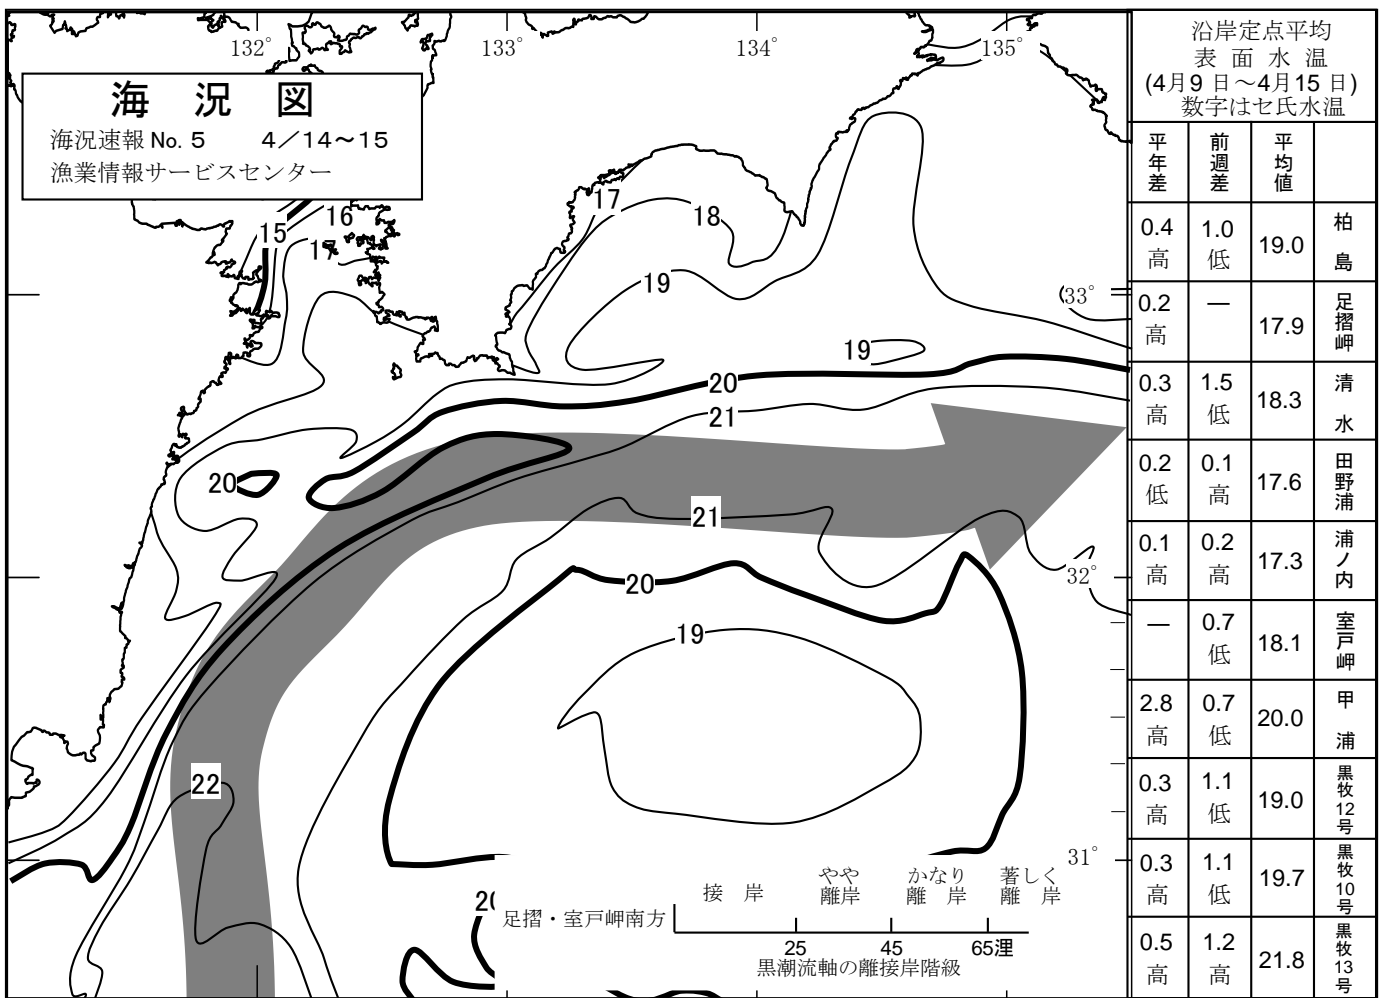 132°
133°
134°
135°
海 況 図
海況速報 No. 5 4／14～15
漁業情報サービスセンター
15
16
17
17
18
19
19
33°
20
21
20
21
32°
20
19
22
31°
20
足摺・室戸岬南方
接 岸
やや離岸
かなり離 岸
著しく離 岸
25
45
65浬
黒潮流軸の離接岸階級
沿岸定点平均
表 面 水 温
(4月9 日～4月15 日)
数字はセ氏水温
平年差 前週差 平均値
0.4高 1.0低 19.0 柏 島
0.2高 － 17.9 足摺岬
0.3高 1.5低 18.3 清 水
0.2低 0.1高 17.6 田野浦
0.1高 0.2高 17.3 浦ノ内
－ 0.7低 18.1 室戸岬
2.8高 0.7低 20.0 甲 浦
0.3高 1.1低 19.0 黒牧12号
0.3高 1.1低 19.7 黒牧10号
0.5高 1.2高 21.8 黒牧13号